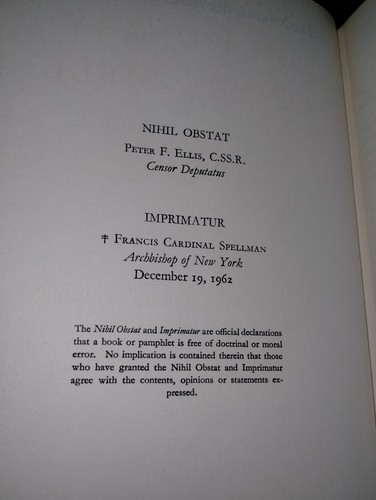 NIHIL OBSTAT
Peter F. Ellis, C.SS.R.
Censor Deputatus
IMPRIMATUR
‡ Francis Cardinal Spellman
Archbishop of New York
December 19, 1962
The Nihil Obstat and Imprimatur are official declarations
that a book or pamphlet is free of doctrinal or moral
error. No implication is contained therein that those
who have granted the Nihil Obstat and Imprimatur
agree with the contents, opinions or statements ex-
pressed.